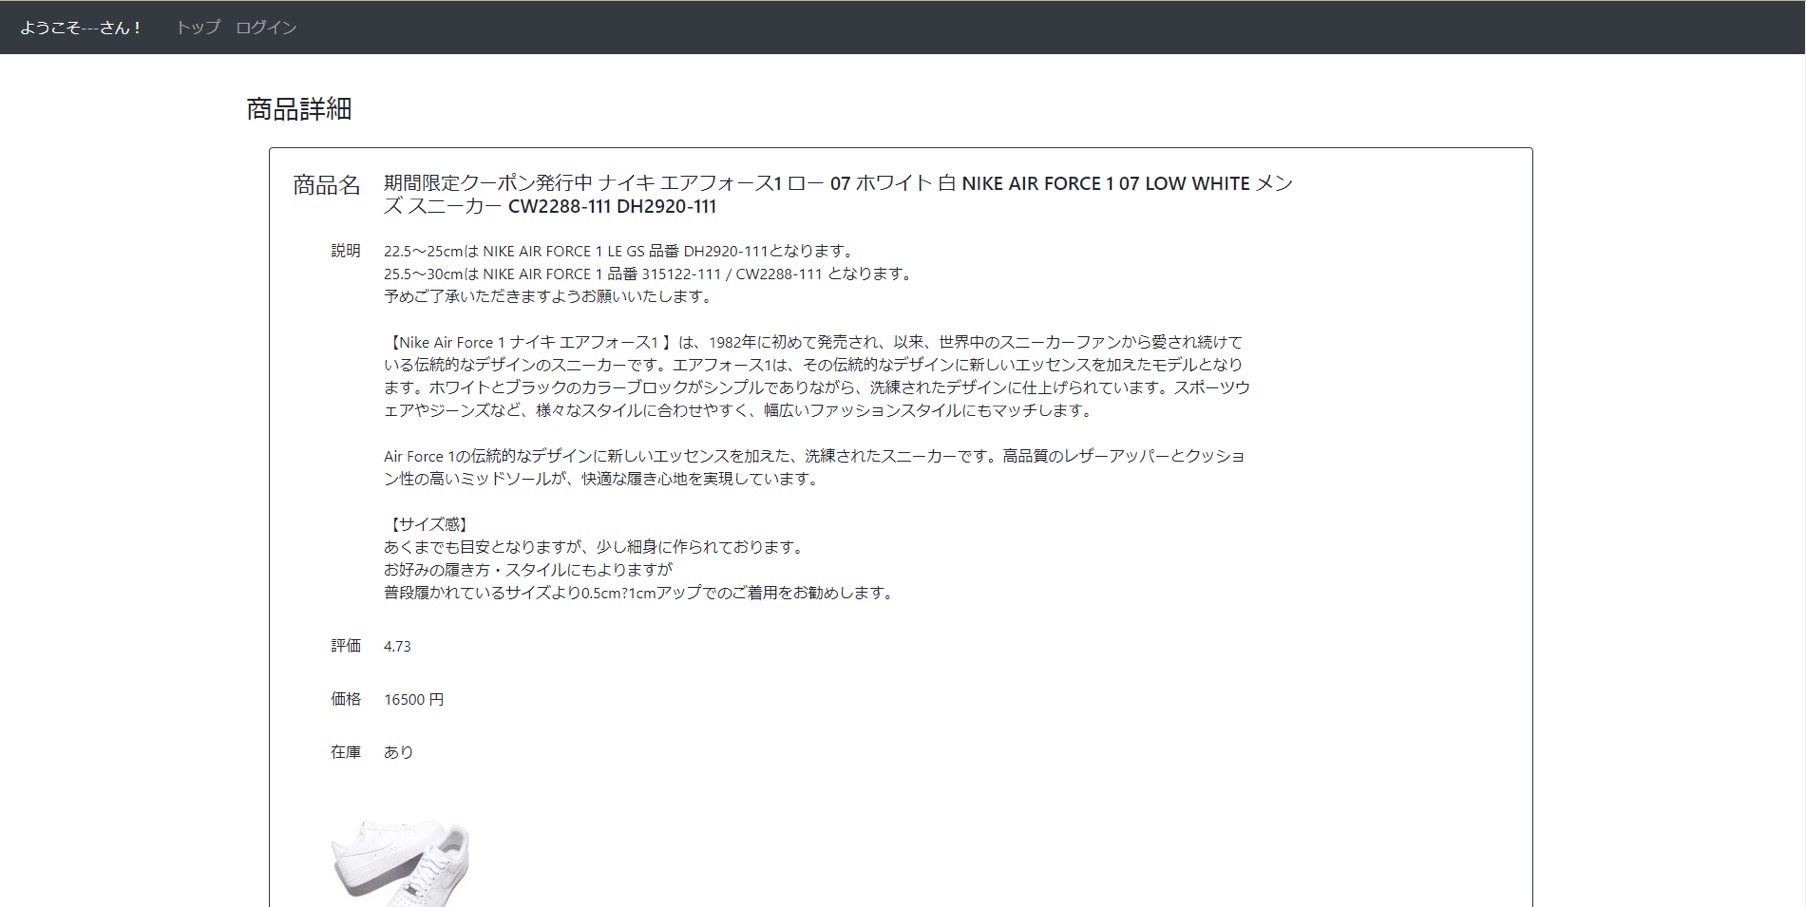 ようこそ---さん！ トップ ログイン
商品詳細
商品名 期間限定クーポン発行中 ナイキ エアフォース1 ロー 07 ホワイト 白 NIKE AIR FORCE 1 07 LOW WHITE メン
ズ スニーカー CW2288-111 DH2920-111
説明 22.5～25cmは NIKE AIR FORCE 1 LE GS 品番 DH2920-111となります。
25.5～30cmは NIKE AIR FORCE 1 品番 315122-111 / CW2288-111 となります。
予めご了承いただきますようお願いいたします。
【Nike Air Force 1 ナイキ エアフォース1 】は、1982年に初めて発売され、以来、世界中のスニーカーファンから愛され続けて
いる伝統的なデザインのスニーカーです。エアフォース1は、その伝統的なデザインに新しいエッセンスを加えたモデルとなり
ます。ホワイトとブラックのカラーブロックがシンプルでありながら、洗練されたデザインに仕上げられています。スポーツウ
ェアやジーンズなど、様々なスタイルに合わせやすく、幅広いファッションスタイルにもマッチします。
Air Force 1の伝統的なデザインに新しいエッセンスを加えた、洗練されたスニーカーです。高品質のレザーアッパーとクッショ
ン性の高いミッドソールが、快適な履き心地を実現しています。
【サイズ感】
あくまでも目安となりますが、少し細身に作られております。
お好みの履き方・スタイルにもよりますが
普段履かれているサイズより0.5cm?1cmアップでのご着用をお勧めします。
評価 4.73
価格 16500 円
在庫 あり